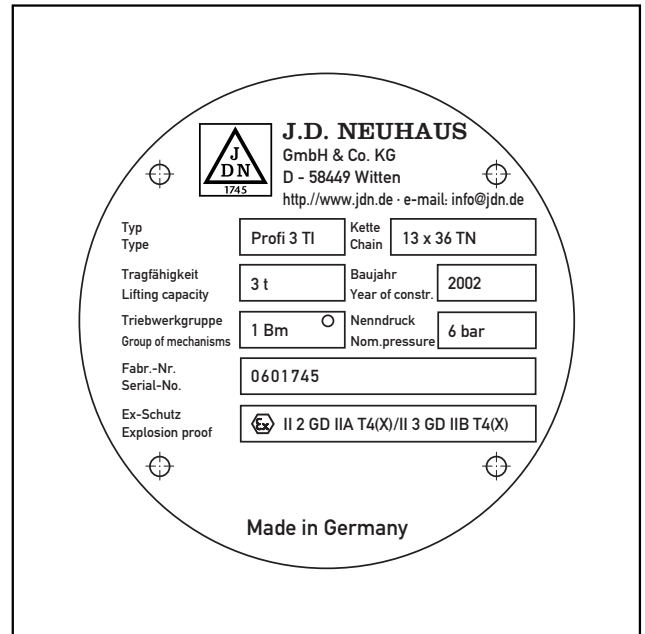 J
D N
1745
J.D. NEUHAUS
GmbH & Co. KG
D - 58449 Witten
http.//www.jdn.de · e-mail: info@jdn.de
Typ
Type
Profi 3 TI
Kette
Chain
13 x 36 TN
Tragfähigkeit
Lifting capacity
3 t
Baujahr
Year of constr.
2002
Triebwerkgruppe
Group of mechanisms
1 Bm
Nenndruck
Nom.pressure
6 bar
Fabr.-Nr.
Serial-No.
0601745
Ex-Schutz
Explosion proof
Ex II 2 GD IIA T4(X)/II 3 GD IIB T4(X)
Made in Germany